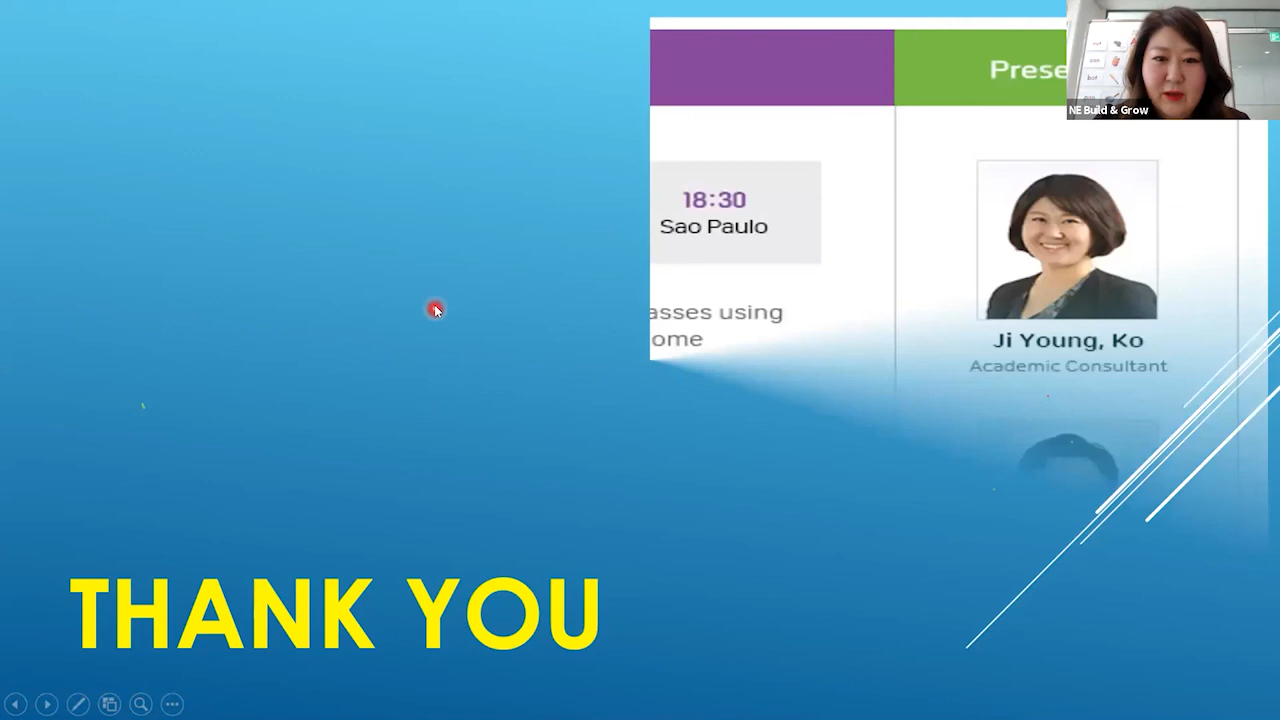 Prese
NE Build & Grow
18:30
Sao Paulo
asses using
ome
Ji Young, Ko
Academic Consultant
THANK YOU